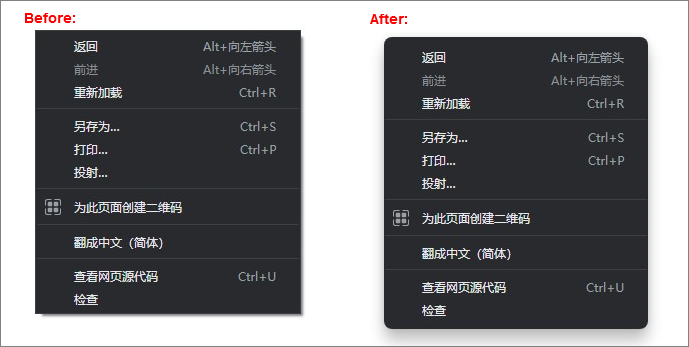 Before:
返回 Alt+向左箭头
前进 Alt+向右箭头
重新加载 Ctrl+R
另存为... Ctrl+S
打印... Ctrl+P
投射...
为此页面创建二维码
翻成中文（简体）
查看网页源代码 Ctrl+U
检查
After:
返回 Alt+向左箭头
前进 Alt+向右箭头
重新加载 Ctrl+R
另存为... Ctrl+S
打印... Ctrl+P
投射...
为此页面创建二维码
翻成中文（简体）
查看网页源代码 Ctrl+U
检查